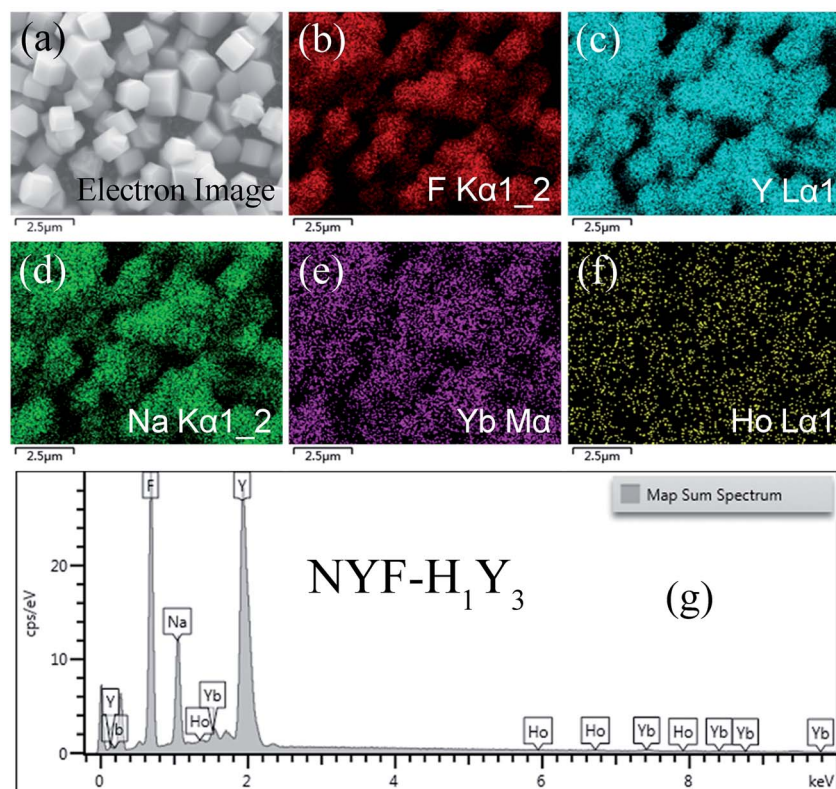 (a)
Electron Image
2.5μm
(b)
F Kα1_2
2.5μm
(c)
Y Lα1
2.5μm
(d)
Na Kα1_2
2.5μm
(e)
Yb Mα
2.5μm
(f)
Ho Lα1
2.5μm
Map Sum Spectrum
NYF-H₁Y₃
(g)
cps/eV
20
10
0
Y
b
F
Na
Ho
Yb
Y
Ho
Ho
Yb
Ho
Yb
Yb
Yb
0
2
4
6
8
keV